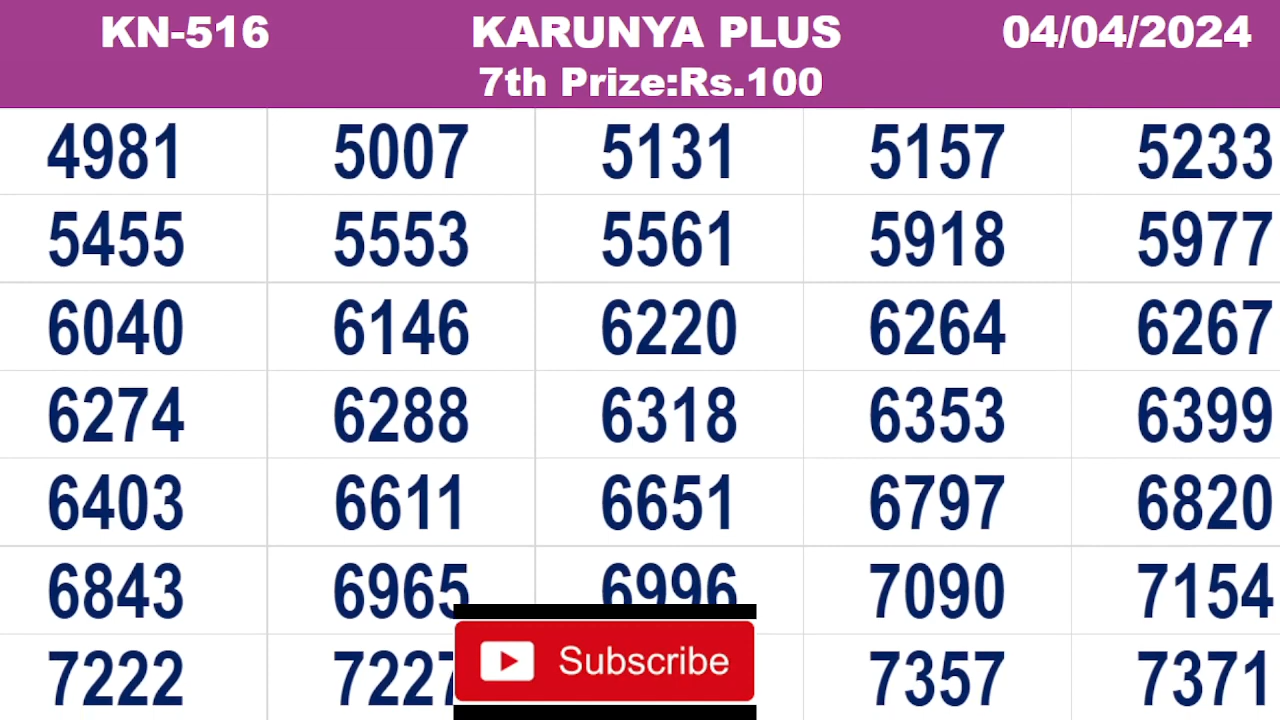 KN-516 KARUNYA PLUS 04/04/2024
7th Prize:Rs.100
4981 5007 5131 5157 5233
5455 5553 5561 5918 5977
6040 6146 6220 6264 6267
6274 6288 6318 6353 6399
6403 6611 6651 6797 6820
6843 6965 6996 7090 7154
7222 7227 7357 7371
Subscribe